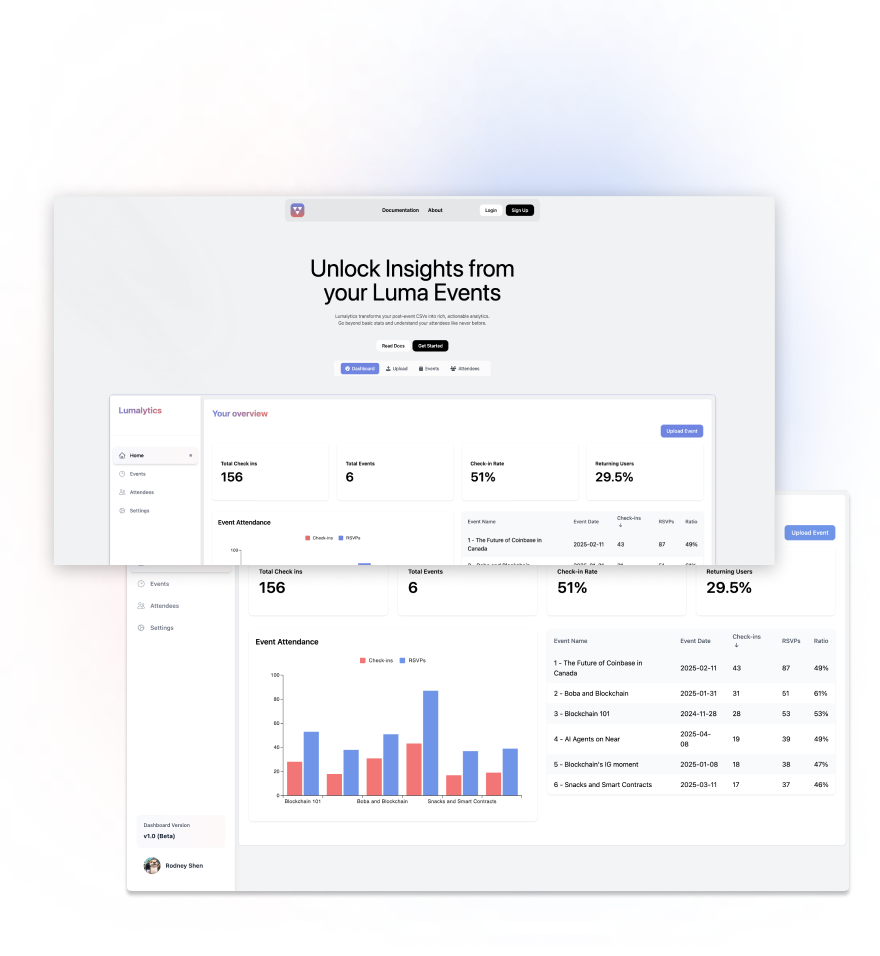 Documentation About Login Sign Up
Unlock Insights from
your Luma Events
Lumalytics transforms your post-event CSVs into rich, actionable analytics.
Go beyond basic stats and understand your attendees like never before.
Read Docs Get Started
Dashboard Upload Events Attendees
Lumalytics
Your overview
Upload Event
Home
Events
Attendees
Settings
Total Check ins
156
Total Events
6
Check-in Rate
51%
Returning Users
29.5%
Event Attendance
Check-ins RSVPs
100
Event Name Event Date Check-ins ↓ RSVPs Ratio
1 - The Future of Coinbase in
Canada
2025-02-11 43 87 49%
Upload Event
Events
Attendees
Settings
Total Check ins
156
Total Events
6
Check-in Rate
51%
Returning Users
29.5%
Event Attendance
Check-ins RSVPs
100
80
60
40
20
0
Blockchain 101 Boba and Blockchain Snacks and Smart Contracts
Event Name Event Date Check-ins ↓ RSVPs Ratio
1 - The Future of Coinbase in
Canada
2025-02-11 43 87 49%
2 - Boba and Blockchain 2025-01-31 31 51 61%
3 - Blockchain 101 2024-11-28 28 53 53%
4 - AI Agents on Near 2025-04-
08
19 39 49%
5 - Blockchain's IG moment 2025-01-08 18 38 47%
6 - Snacks and Smart Contracts 2025-03-11 17 37 46%
Dashboard Version
v1.0 (Beta)
Rodney Shen